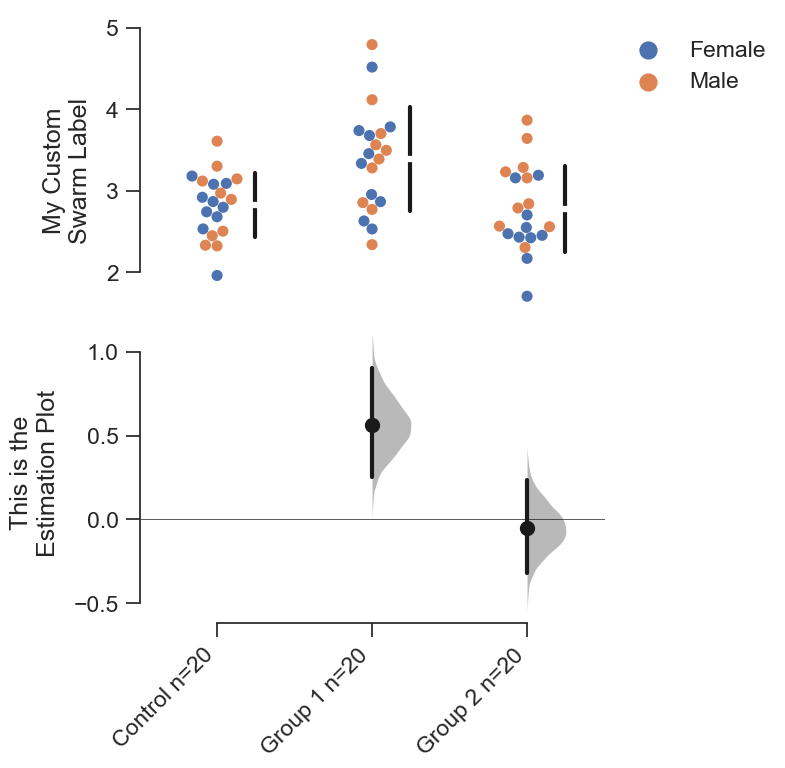 5
4
3
2
My Custom
Swarm Label
Female
Male
1.0
0.5
0.0
−0.5
This is the
Estimation Plot
Control n=20
Group 1 n=20
Group 2 n=20